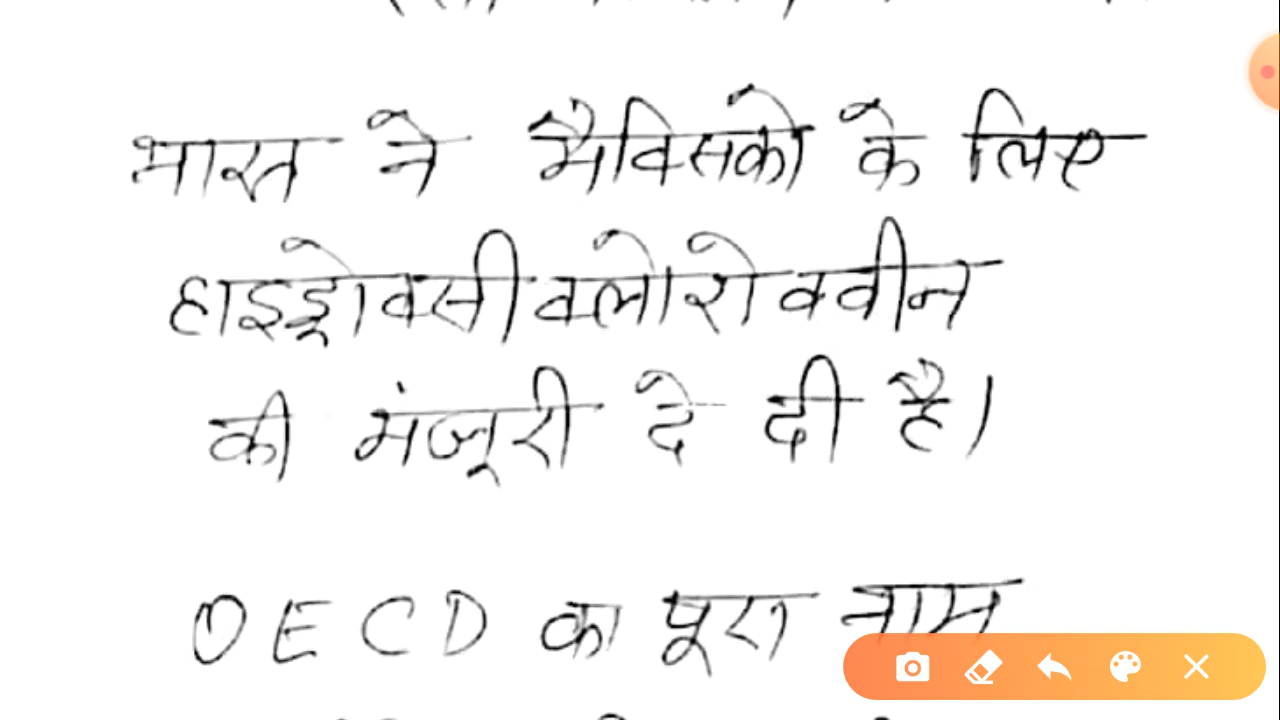 भारत ने मैक्सिको के लिए
हाइड्रोक्सीक्लोरोक्वीन
की मंजूरी दे दी है।
OECD का पूरा नाम